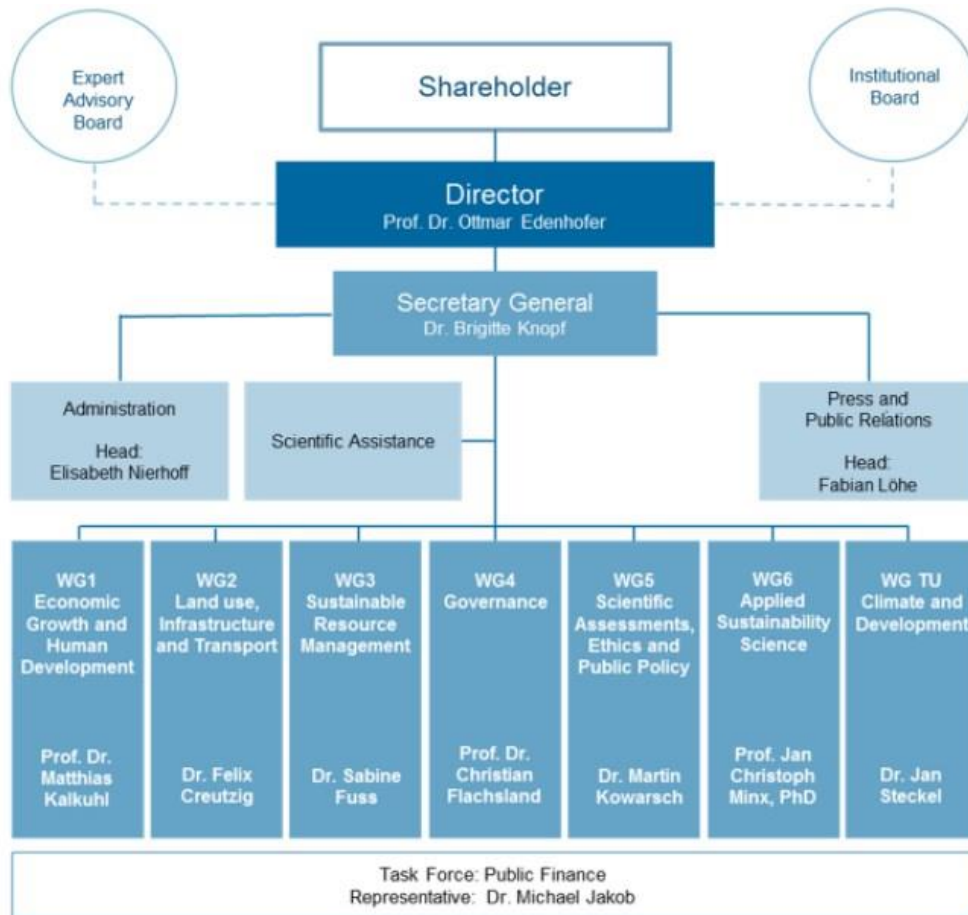 Expert
Advisory
Board
Shareholder
Institutional
Board
Director
Prof. Dr. Ottmar Edenhofer
Secretary General
Dr. Brigitte Knopf
Administration
Head:
Elisabeth Nierhoff
Scientific Assistance
Press and
Public Relations
Head:
Fabian Löhe
WG1
Economic
Growth and
Human
Development
Prof. Dr.
Matthias
Kalkuhl
WG2
Land use,
Infrastructure
and Transport
Dr. Felix
Creutzig
WG3
Sustainable
Resource
Management
Dr. Sabine
Fuss
WG4
Governance
Prof. Dr.
Christian
Flachsland
WG5
Scientific
Assessments,
Ethics and
Public Policy
Dr. Martin
Kowarsch
WG6
Applied
Sustainability
Science
Prof. Jan
Christoph
Minx, PhD
WG TU
Climate and
Development
Dr. Jan
Steckel
Task Force: Public Finance
Representative: Dr. Michael Jakob